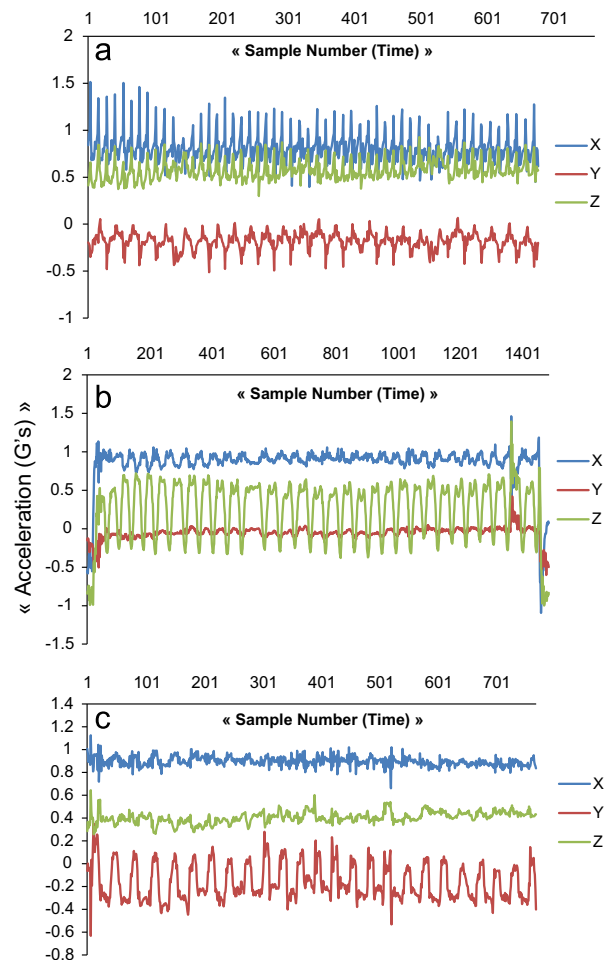 1 101 201 301 401 501 601 701
2
a « Sample Number (Time) »
1.5
1
0.5
0
-0.5
-1
X
Y
Z
1 201 401 601 801 1001 1201 1401
2
b « Sample Number (Time) »
1.5
1
0.5
0
-0.5
-1
-1.5
X
Y
Z
« Acceleration (G's) »
1 101 201 301 401 501 601 701
1.4
c « Sample Number (Time) »
1.2
1
0.8
0.6
0.4
0.2
0
-0.2
-0.4
-0.6
-0.8
X
Y
Z